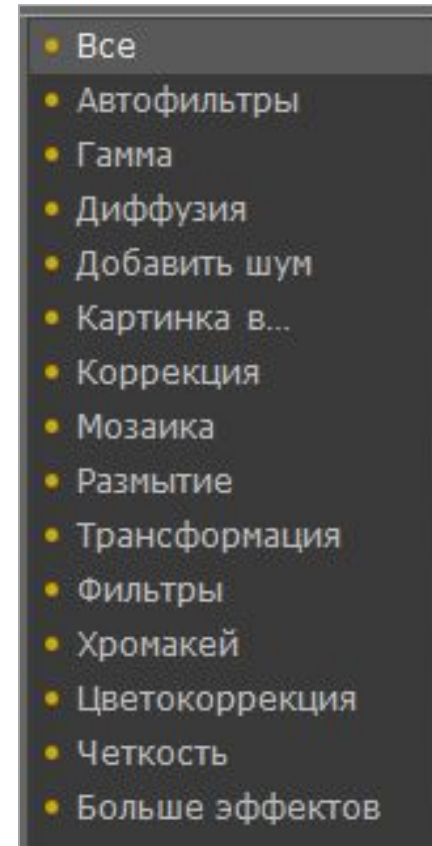 Все
Автофильтры
Гамма
Диффузия
Добавить шум
Картинка в...
Коррекция
Мозаика
Размытие
Трансформация
Фильтры
Хромакей
Цветокоррекция
Четкость
Больше эффектов